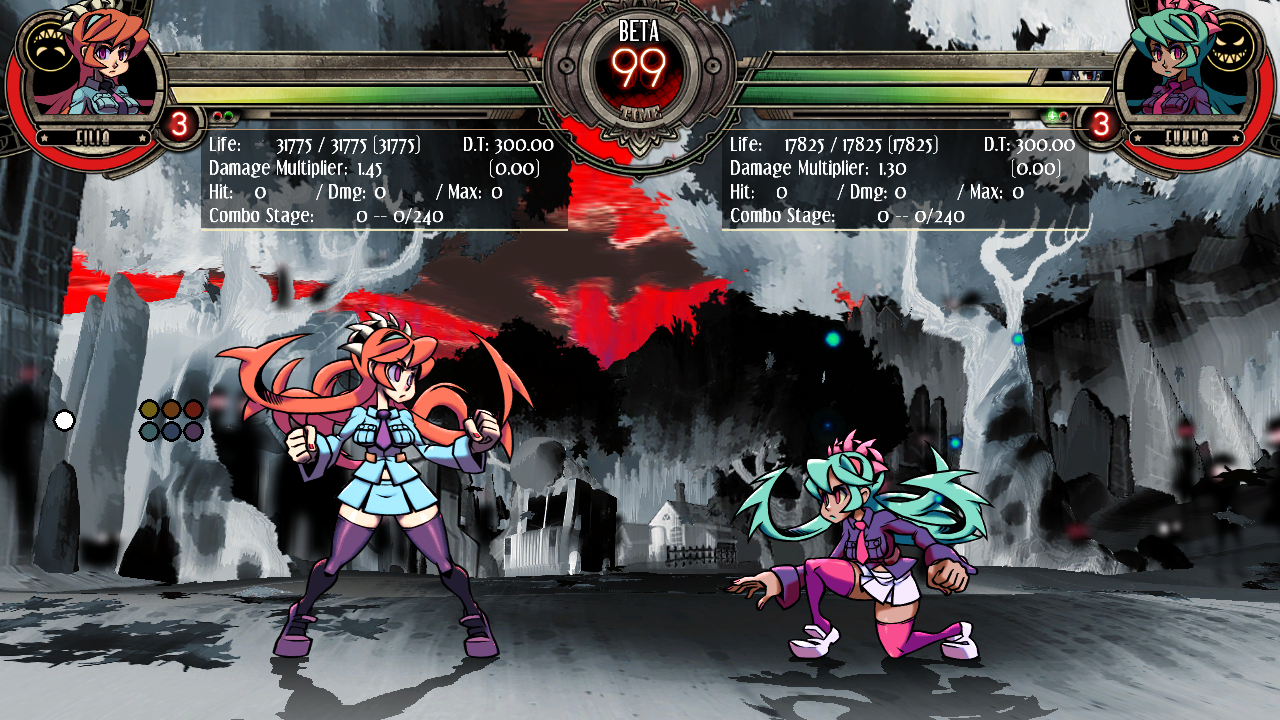 BETA
99
TIME
FILIA
3
3
FUKUA
Life: 31775 / 31775 (31775) D.T: 300.00
Damage Multiplier: 1.45 (0.00)
Hit: 0 / Dmg: 0 / Max: 0
Combo Stage: 0 -- 0/240
Life: 17825 / 17825 (17825) D.T: 300.00
Damage Multiplier: 1.30 (0.00)
Hit: 0 / Dmg: 0 / Max: 0
Combo Stage: 0 -- 0/240